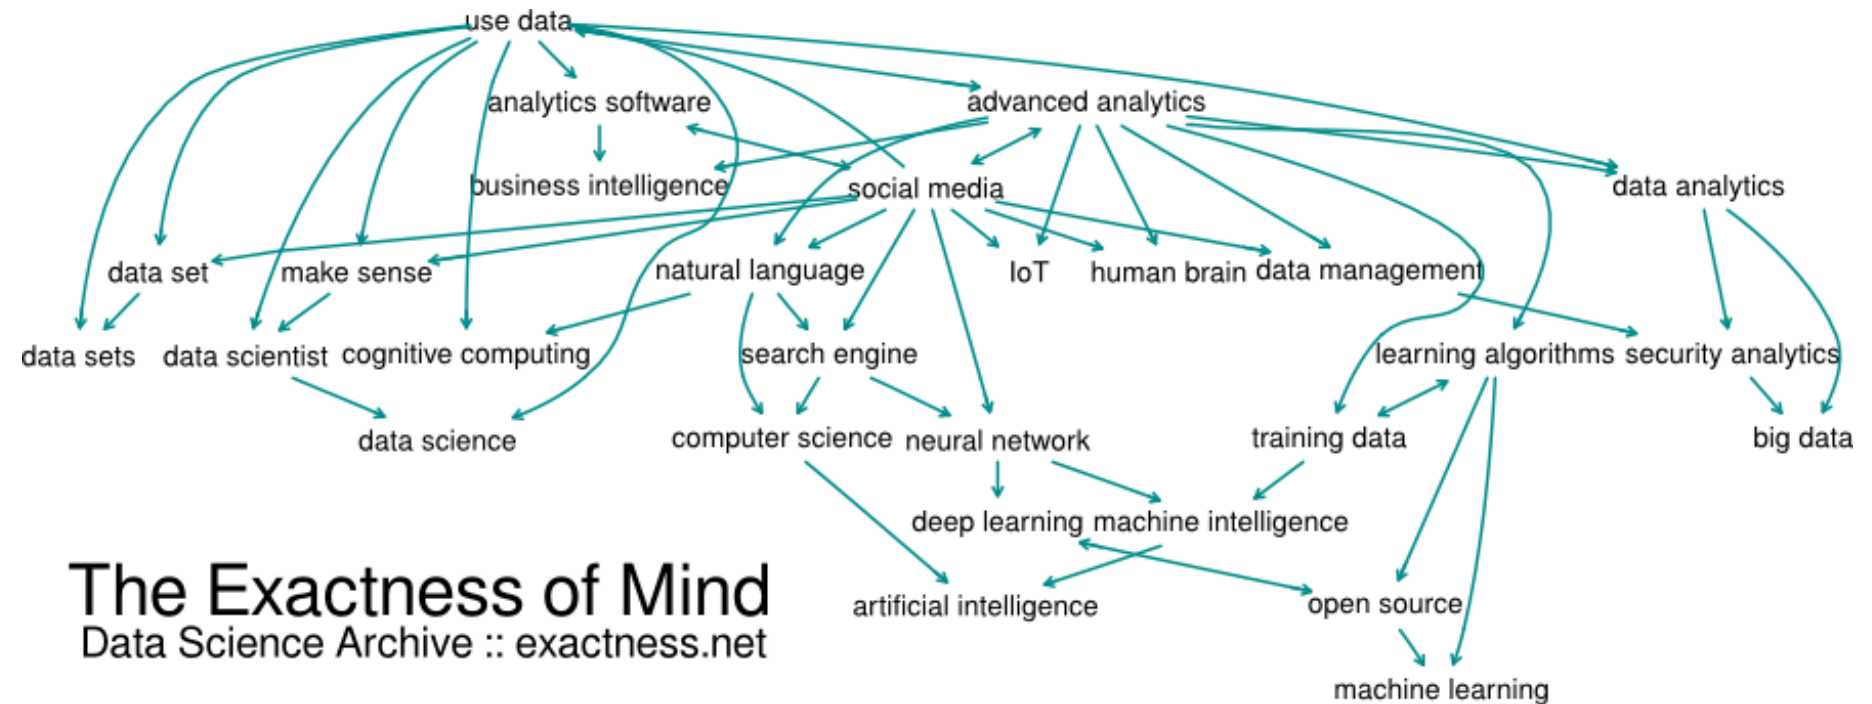 use data
analytics software
advanced analytics
business intelligence
social media
data analytics
data set
make sense
natural language
IoT
human brain
data management
data sets
data scientist
cognitive computing
search engine
learning algorithms
security analytics
data science
computer science
neural network
training data
big data
deep learning
machine intelligence
The Exactness of Mind
Data Science Archive :: exactness.net
artificial intelligence
open source
machine learning